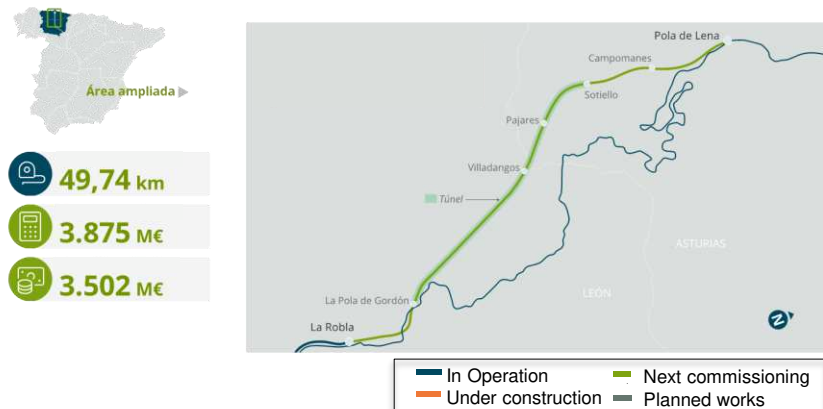 Área ampliada
49,74 km
3.875 M€
3.502 M€
Pola de Lena
Campomanes
Sotiello
Pajares
Villadangos
Túnel
ASTURIAS
LEÓN
La Pola de Gordón
La Robla
N
In Operation
Next commissioning
Under construction
Planned works